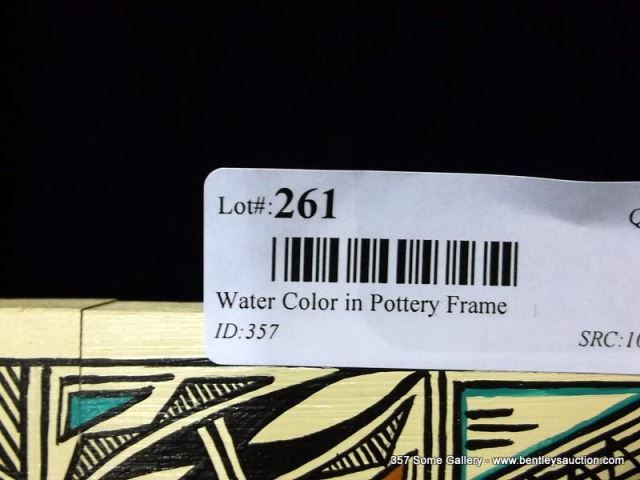 Lot#:261
Water Color in Pottery Frame
ID:357
357 Some Gallery - www.bentleysauction.com